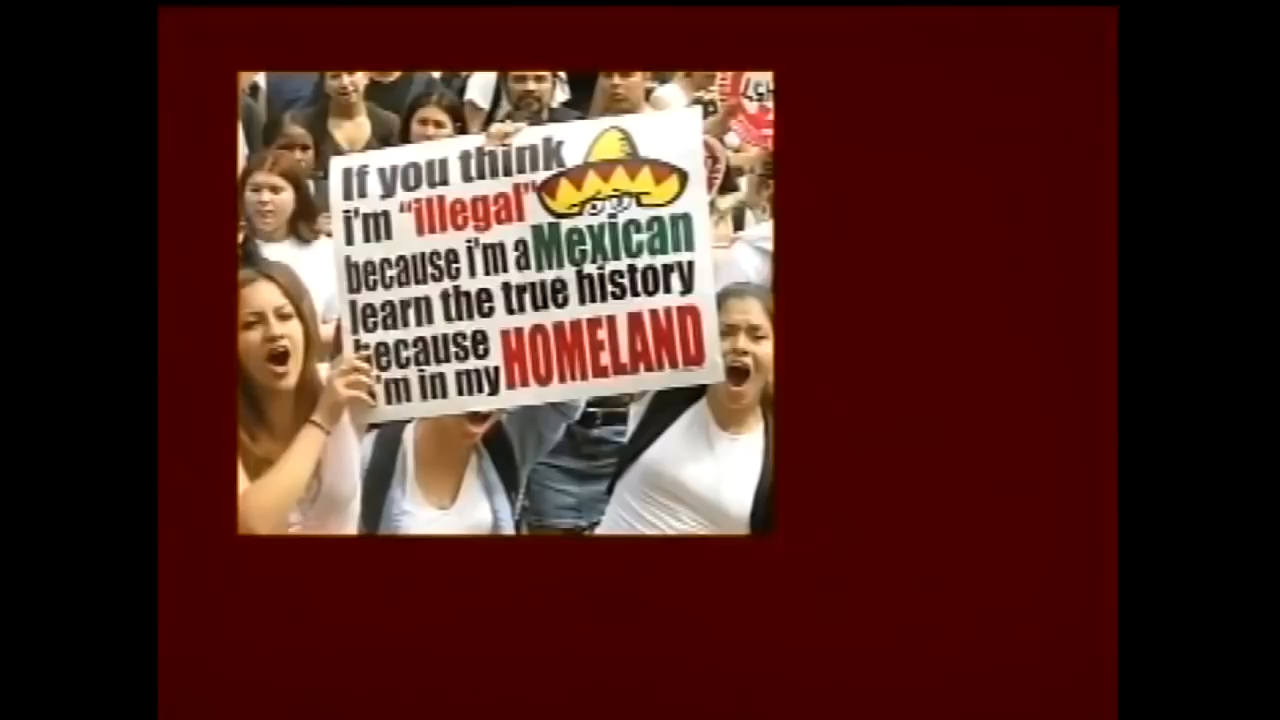 If you think
i'm "illegal"
because i'm a Mexican
learn the true history
because
'm in my HOMELAND